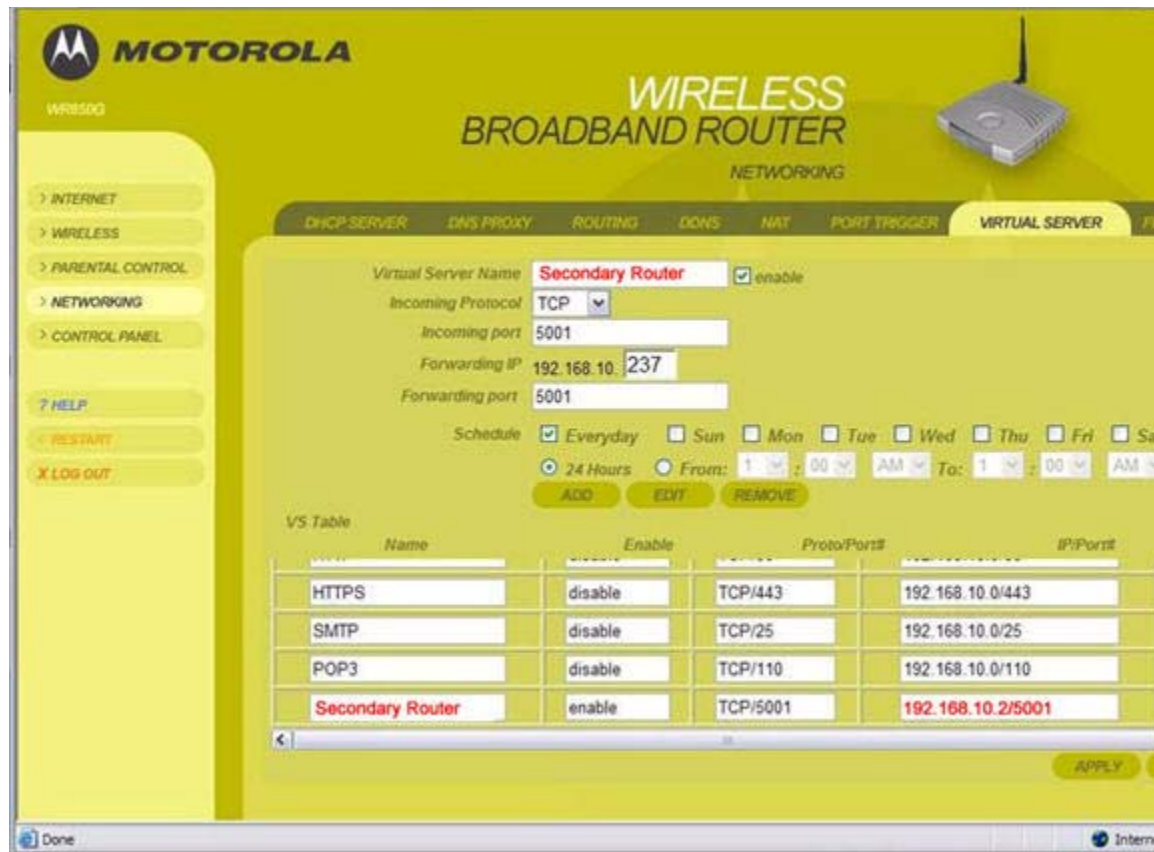 MOTOROLA
WR850G
WIRELESS
BROADBAND ROUTER
NETWORKING
> INTERNET
> WIRELESS
> PARENTAL CONTROL
> NETWORKING
> CONTROL PANEL
? HELP
< RESTART
X LOG OUT
DHCP SERVER DNS PROXY ROUTING DDNS NAT PORT TRIGGER VIRTUAL SERVER
Virtual Server Name Secondary Router enable
Incoming Protocol TCP
Incoming port 5001
Forwarding IP 192.168.10. 237
Forwarding port 5001
Schedule Everyday Sun Mon Tue Wed Thu Fri Sa
24 Hours From: 1 : 00 AM To: 1 : 00 AM
ADD EDIT REMOVE
VS Table
Name Enable Proto/Port# IP/Port#
HTTPS disable TCP/443 192.168.10.0/443
SMTP disable TCP/25 192.168.10.0/25
POP3 disable TCP/110 192.168.10.0/110
Secondary Router enable TCP/5001 192.168.10.2/5001
APPLY
Done Intern